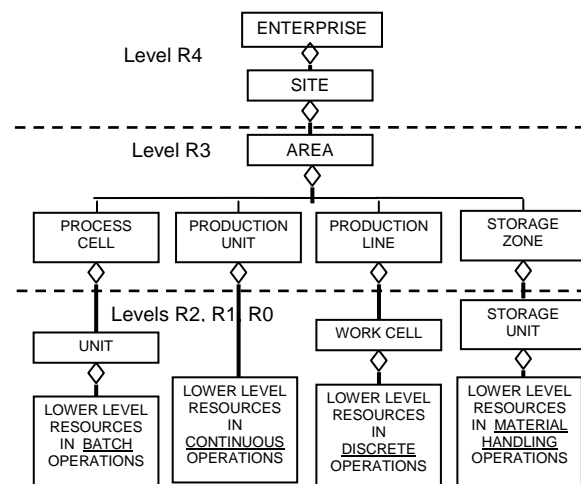 ENTERPRISE
Level R4
SITE
Level R3
AREA
PROCESS
CELL
PRODUCTION
UNIT
PRODUCTION
LINE
STORAGE
ZONE
Levels R2, R1, R0
UNIT
WORK CELL
STORAGE
UNIT
LOWER LEVEL
RESOURCES
IN BATCH
OPERATIONS
LOWER LEVEL
RESOURCES
IN
CONTINUOUS
OPERATIONS
LOWER LEVEL
RESOURCES
IN
DISCRETE
OPERATIONS
LOWER LEVEL
RESOURCES
IN MATERIAL
HANDLING
OPERATIONS